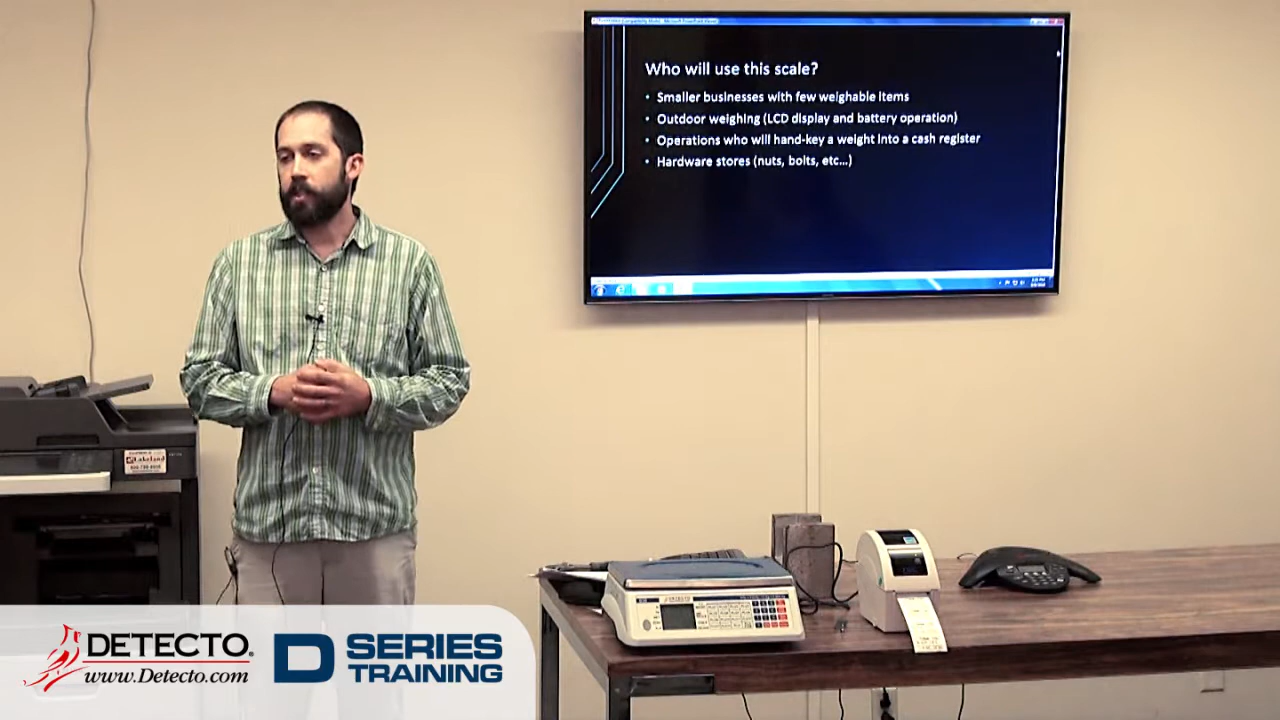 Who will use this scale?
• Smaller businesses with few weighable items
• Outdoor weighing (LCD display and battery operation)
• Operations who will hand-key a weight into a cash register
• Hardware stores (nuts, bolts, etc...)
DETECTO®
www.Detecto.com
D SERIES
TRAINING